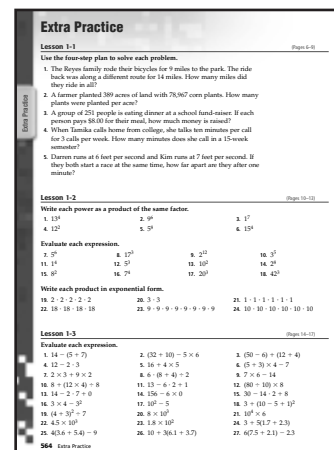 Extra Practice
Extra Practice
Lesson 1-1 (Pages 6–9)
Use the four-step plan to solve each problem.
1. The Reyes family rode their bicycles for 9 miles to the park. The ride
back was along a different route for 14 miles. How many miles did
they ride in all?
2. A farmer planted 389 acres of land with 78,967 corn plants. How many
plants were planted per acre?
3. A group of 251 people is eating dinner at a school fund-raiser. If each
person pays $8.00 for their meal, how much money is raised?
4. When Tamika calls home from college, she talks ten minutes per call
for 3 calls per week. How many minutes does she call in a 15-week
semester?
5. Darren runs at 6 feet per second and Kim runs at 7 feet per second. If
they both start a race at the same time, how far apart are they after one
minute?
Lesson 1-2 (Pages 10–13)
Write each power as a product of the same factor.
1. 13⁴ 2. 9⁶ 3. 1⁷
4. 12² 5. 5⁸ 6. 15⁴
Evaluate each expression.
7. 5⁶ 8. 17³ 9. 2¹² 10. 3⁵
11. 1⁴ 12. 5³ 13. 10² 14. 2⁸
15. 8² 16. 7⁴ 17. 20³ 18. 42³
Write each product in exponential form.
19. 2 · 2 · 2 · 2 · 2 20. 3 · 3 21. 1 · 1 · 1 · 1 · 1 · 1
22. 18 · 18 · 18 · 18 23. 9 · 9 · 9 · 9 · 9 · 9 · 9 · 9 24. 10 · 10 · 10 · 10 · 10 · 10
Lesson 1-3 (Pages 14–17)
Evaluate each expression.
1. 14 − (5 + 7) 2. (32 + 10) − 5 × 6 3. (50 − 6) + (12 + 4)
4. 12 − 2 · 3 5. 16 + 4 × 5 6. (5 + 3) × 4 − 7
7. 2 × 3 + 9 × 2 8. 6 · (8 + 4) ÷ 2 9. 7 × 6 − 14
10. 8 + (12 × 4) ÷ 8 11. 13 − 6 · 2 + 1 12. (80 ÷ 10) × 8
13. 14 − 2 · 7 + 0 14. 156 − 6 × 0 15. 30 − 14 · 2 + 8
16. 3 × 4 − 3² 17. 10² − 5 18. 3 + (10 − 5 + 1)²
19. (4 + 3)² ÷ 7 20. 8 × 10³ 21. 10⁴ × 6
22. 4.5 × 10³ 23. 1.8 × 10² 24. 3 + 5(1.7 + 2.3)
25. 4(3.6 + 5.4) − 9 26. 10 + 3(6.1 + 3.7) 27. 6(7.5 + 2.1) − 2.3
564 Extra Practice